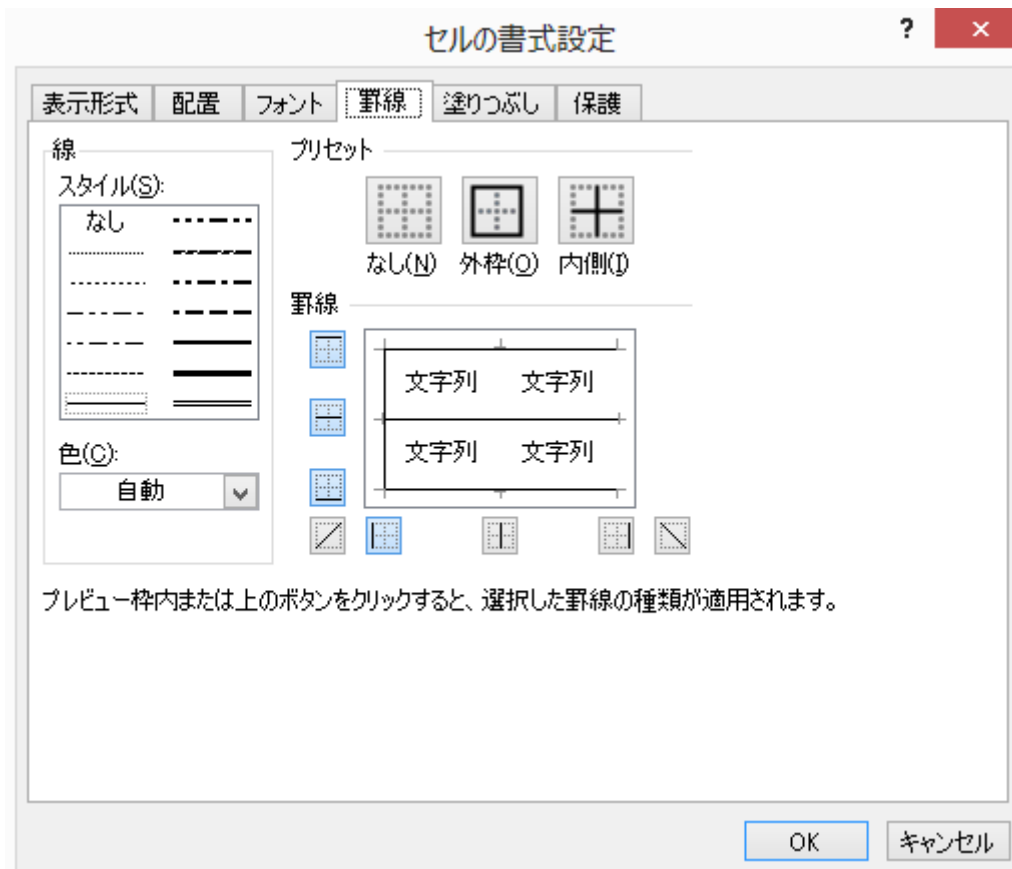 セルの書式設定
? ×
表示形式 配置 フォント 罫線 塗りつぶし 保護
線
スタイル(S):
なし
色(C):
自動
プリセット
なし(N) 外枠(O) 内側(I)
罫線
文字列 文字列
文字列 文字列
プレビュー枠内または上のボタンをクリックすると、選択した罫線の種類が適用されます。
OK キャンセル